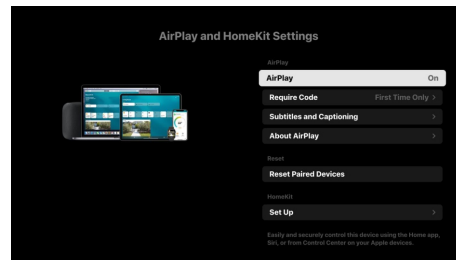 AirPlay and HomeKit Settings
AirPlay
AirPlay On
Require Code First Time Only >
Subtitles and Captioning >
About AirPlay >
Reset
Reset Paired Devices
HomeKit
Set Up >
Easily and securely control this device using the Home app,
Siri, or from Control Center on your Apple devices.